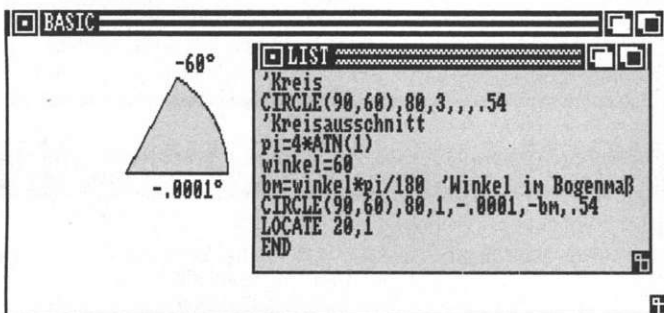 BASIC
-60°
-.0001°
LIST
'Kreis
CIRCLE(90,60),80,3,,,.54
'Kreisausschnitt
pi=4*ATN(1)
winkel=60
bm=winkel*pi/180 'Winkel im Bogenmaß
CIRCLE(90,60),80,1,-.0001,-bm,.54
LOCATE 20,1
END